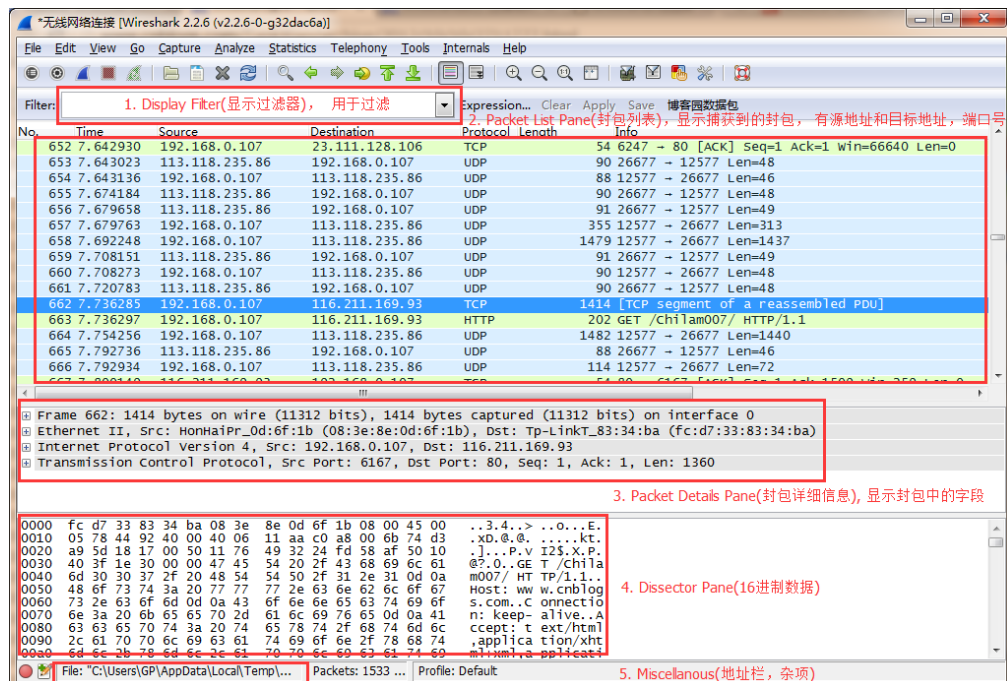 *无线网络连接 [Wireshark 2.2.6 (v2.2.6-0-g32dac6a)]
File Edit View Go Capture Analyze Statistics Telephony Tools Internals Help
Filter: 1. Display Filter(显示过滤器)， 用于过滤 Expression... Clear Apply Save 博客园数据包
2. Packet List Pane(封包列表)，显示捕获到的封包， 有源地址和目标地址，端口号
No. Time Source Destination Protocol Length Info
652 7.642930 192.168.0.107 23.111.128.106 TCP 54 6247 → 80 [ACK] Seq=1 Ack=1 Win=66640 Len=0
653 7.643023 113.118.235.86 192.168.0.107 UDP 90 26677 → 12577 Len=48
654 7.643136 192.168.0.107 113.118.235.86 UDP 88 12577 → 26677 Len=46
655 7.674184 113.118.235.86 192.168.0.107 UDP 90 26677 → 12577 Len=48
656 7.679658 113.118.235.86 192.168.0.107 UDP 91 26677 → 12577 Len=49
657 7.679763 192.168.0.107 113.118.235.86 UDP 355 12577 → 26677 Len=313
658 7.692248 192.168.0.107 113.118.235.86 UDP 1479 12577 → 26677 Len=1437
659 7.708151 113.118.235.86 192.168.0.107 UDP 91 26677 → 12577 Len=49
660 7.708273 192.168.0.107 113.118.235.86 UDP 90 12577 → 26677 Len=48
661 7.720783 113.118.235.86 192.168.0.107 UDP 90 26677 → 12577 Len=48
662 7.736285 192.168.0.107 116.211.169.93 TCP 1414 [TCP segment of a reassembled PDU]
663 7.736297 192.168.0.107 116.211.169.93 HTTP 202 GET /Chilam007/ HTTP/1.1
664 7.754256 192.168.0.107 113.118.235.86 UDP 1482 12577 → 26677 Len=1440
665 7.792736 113.118.235.86 192.168.0.107 UDP 88 26677 → 12577 Len=46
666 7.792934 192.168.0.107 113.118.235.86 UDP 114 12577 → 26677 Len=72
Frame 662: 1414 bytes on wire (11312 bits), 1414 bytes captured (11312 bits) on interface 0
Ethernet II, Src: HonHaiPr_0d:6f:1b (08:3e:8e:0d:6f:1b), Dst: Tp-LinkT_83:34:ba (fc:d7:33:83:34:ba)
Internet Protocol Version 4, Src: 192.168.0.107, Dst: 116.211.169.93
Transmission Control Protocol, Src Port: 6167, Dst Port: 80, Seq: 1, Ack: 1, Len: 1360
3. Packet Details Pane(封包详细信息), 显示封包中的字段
0000 fc d7 33 83 34 ba 08 3e 8e 0d 6f 1b 08 00 45 00 ..3.4..> ..o...E.
0010 05 78 44 92 40 00 40 06 11 aa c0 a8 00 6b 74 d3 .xD.@.@. .....kt.
0020 a9 5d 18 17 00 50 11 76 49 32 24 fd 58 af 50 10 .]...P.v I2$.X.P.
0030 40 3f 1e 30 00 00 47 45 54 20 2f 43 68 69 6c 61 @?.0..GE T /Chila
0040 6d 30 30 37 2f 20 48 54 54 50 2f 31 2e 31 0d 0a m007/ HT TP/1.1..
0050 48 6f 73 74 3a 20 77 77 77 2e 63 6e 62 6c 6f 67 Host: ww w.cnblog
0060 73 2e 63 6f 6d 0d 0a 43 6f 6e 6e 65 63 74 69 6f s.com..C onnectio
0070 6e 3a 20 6b 65 65 70 2d 61 6c 69 76 65 0d 0a 41 n: keep- alive..A
0080 63 63 65 70 74 3a 20 74 65 78 74 2f 68 74 6d 6c ccept: t ext/html
0090 2c 61 70 70 6c 69 63 61 74 69 6f 6e 2f 78 68 74 ,applica tion/xht
00a0 6d 6c 2b 78 6d 6c 2c 61 70 70 6c 69 63 61 74 69 ml+xml,a pplicati
4. Dissector Pane(16进制数据)
File: "C:\Users\GP\AppData\Local\Temp\... Packets: 1533 ... Profile: Default
5. Miscellanous(地址栏，杂项)